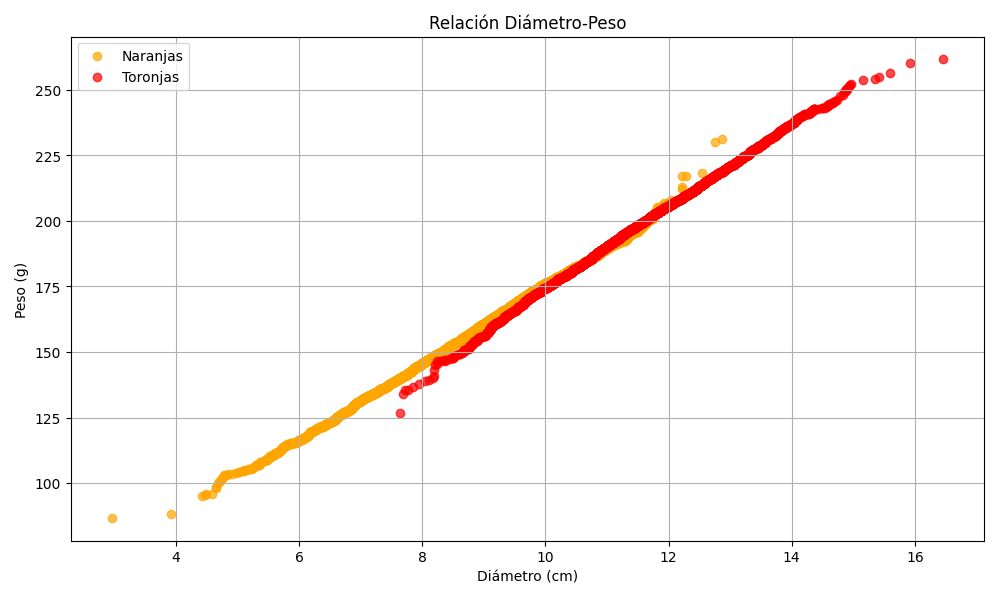 Relación Diámetro-Peso
Naranjas
Toronjas
Peso (g)
250
225
200
175
150
125
100
4 6 8 10 12 14 16
Diámetro (cm)